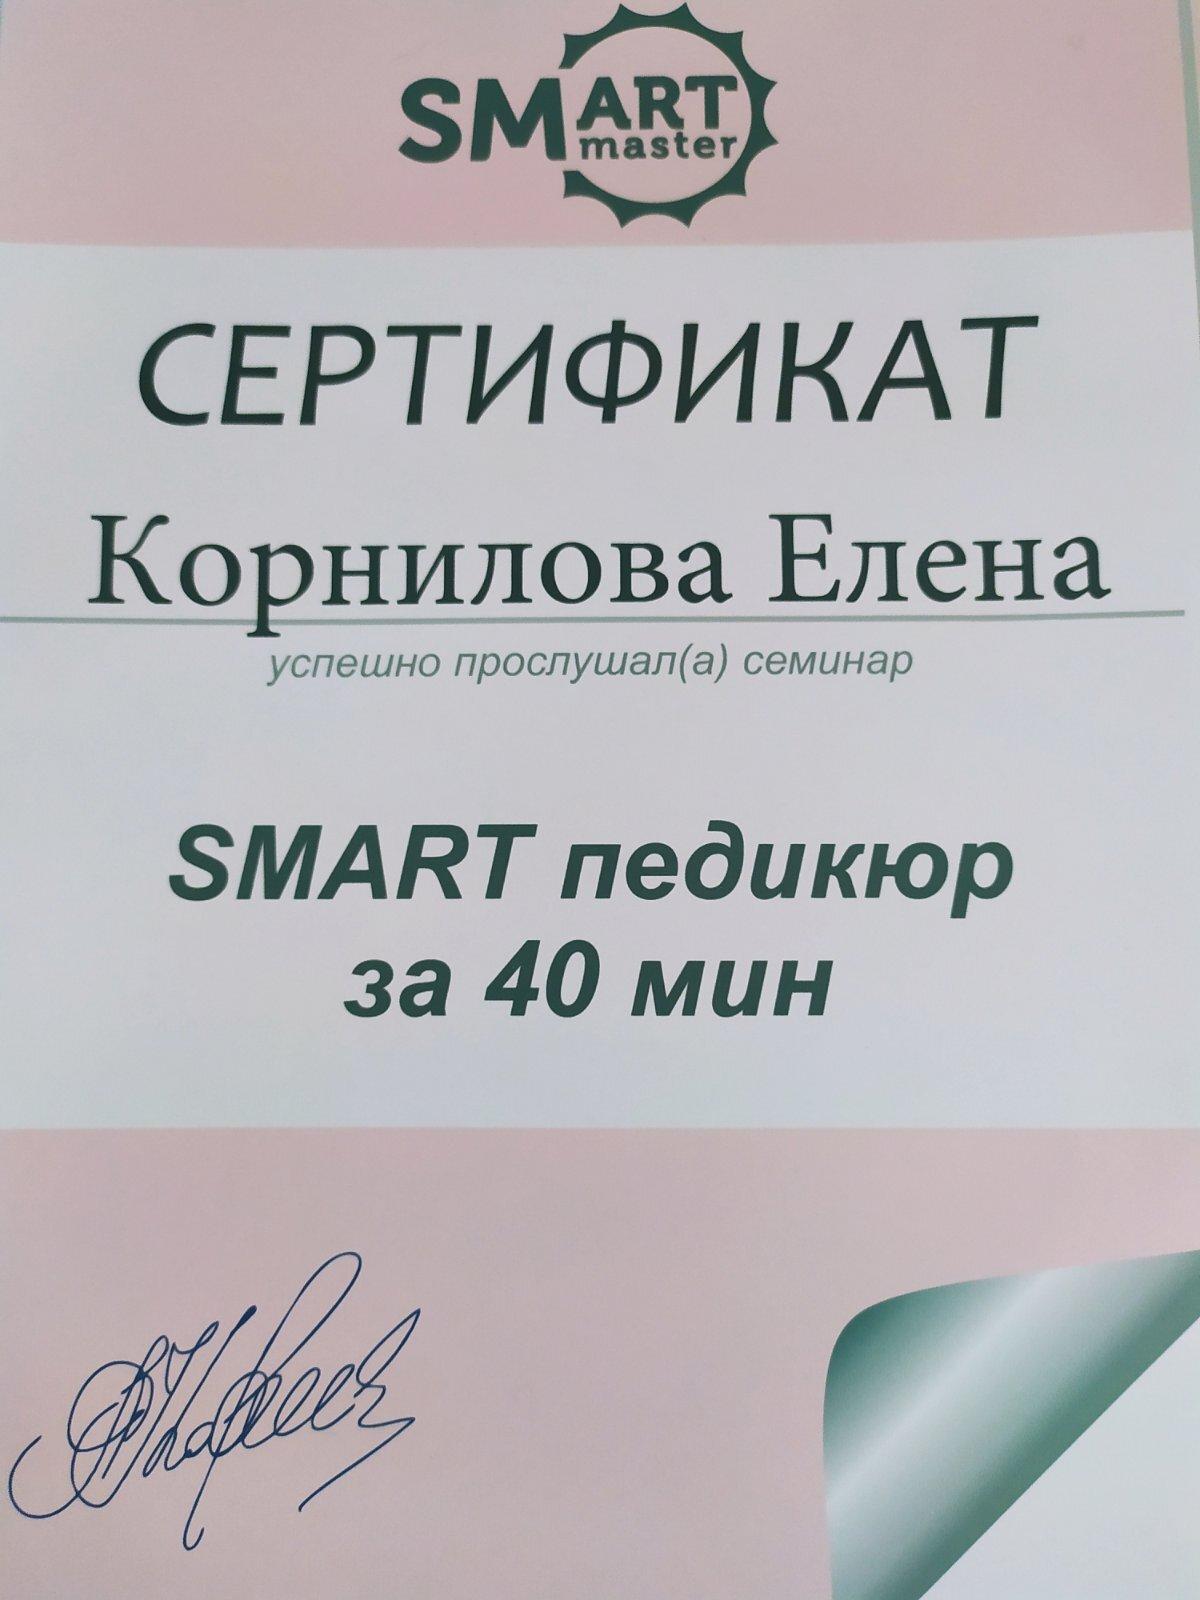 SMART
master
СЕРТИФИКАТ
Корнилова Елена
успешно прослушал(а) семинар
SMART педикюр
за 40 мин